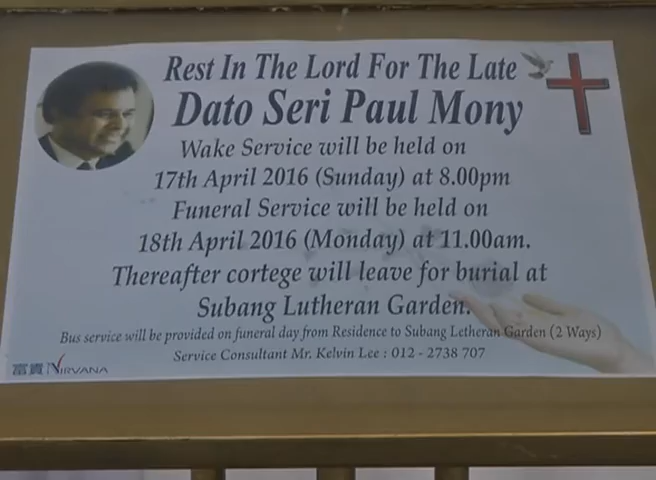 Rest In The Lord For The Late
Dato Seri Paul Mony
Wake Service will be held on
17th April 2016 (Sunday) at 8.00pm
Funeral Service will be held on
18th April 2016 (Monday) at 11.00am.
Thereafter cortege will leave for burial at
Subang Lutheran Garden.
Bus service will be provided on funeral day from Residence to Subang Letheran Garden (2 Ways)
Service Consultant Mr. Kelvin Lee : 012 - 2738 707
富貴 NIRVANA